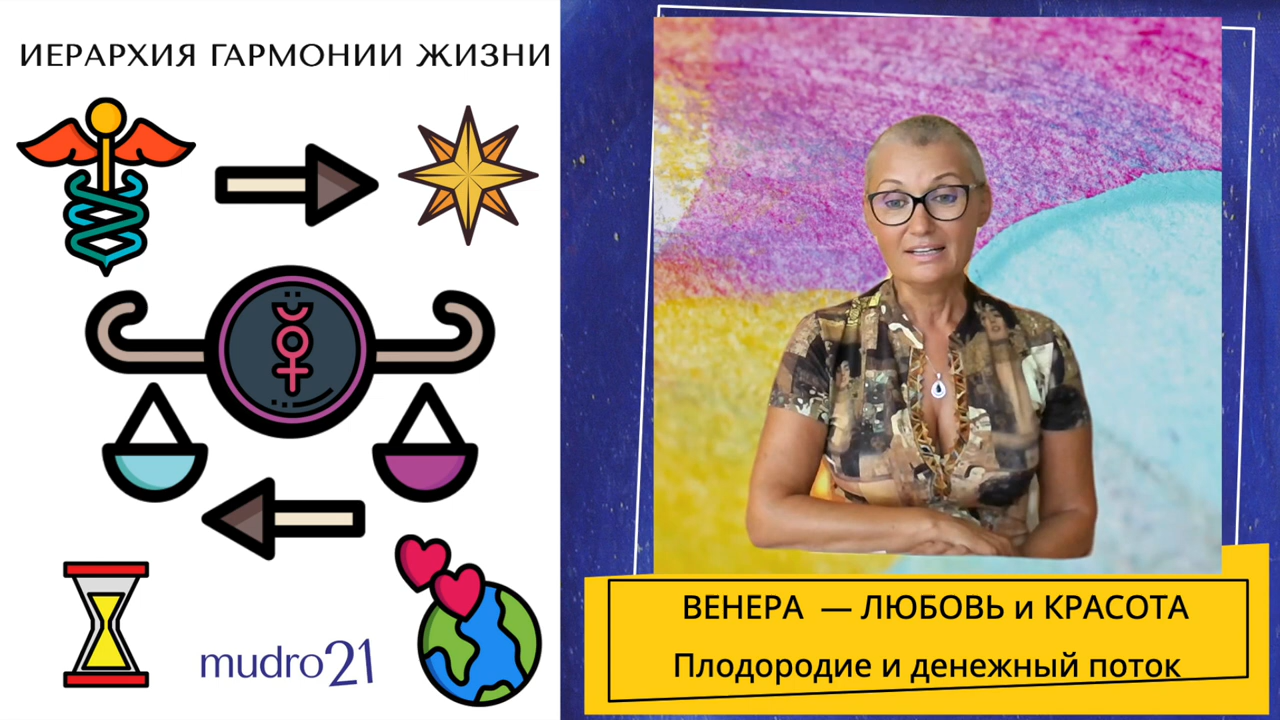 ИЕРАРХИЯ ГАРМОНИИ ЖИЗНИ
mudro21
ВЕНЕРА — ЛЮБОВЬ и КРАСОТА
Плодородие и денежный поток